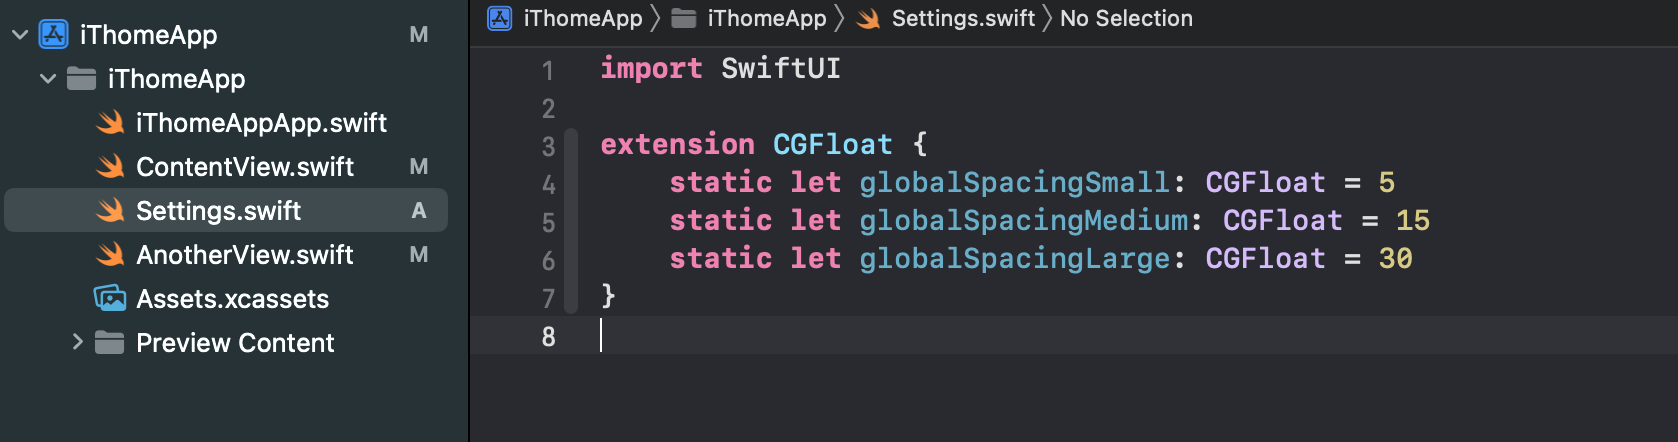 iThomeApp M
iThomeApp
iThomeAppApp.swift
ContentView.swift M
Settings.swift A
AnotherView.swift M
Assets.xcassets
Preview Content
iThomeApp iThomeApp Settings.swift No Selection
1 import SwiftUI
2
3 extension CGFloat {
4     static let globalSpacingSmall: CGFloat = 5
5     static let globalSpacingMedium: CGFloat = 15
6     static let globalSpacingLarge: CGFloat = 30
7 }
8